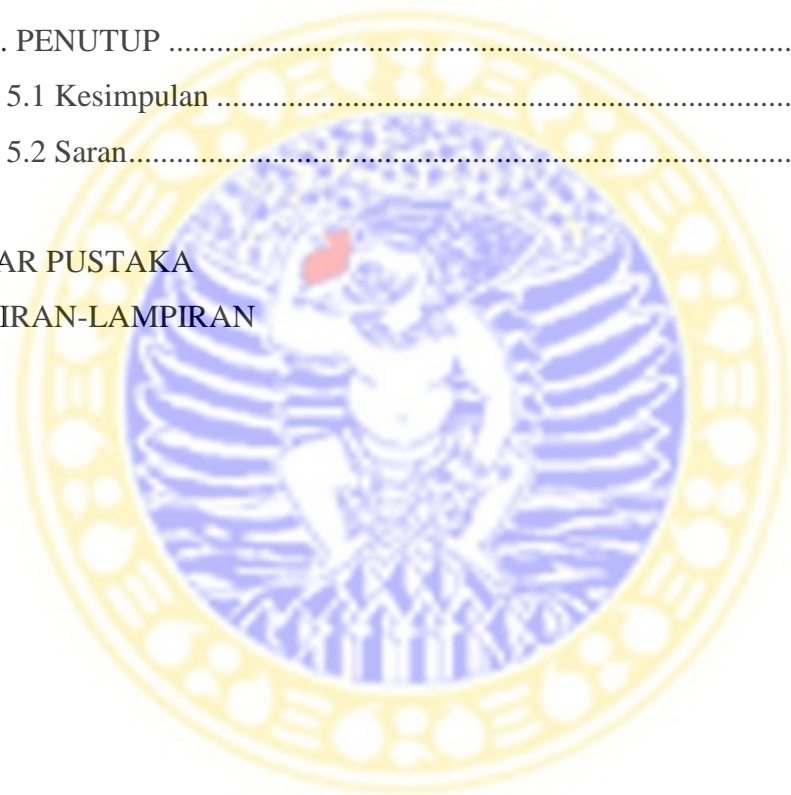 . PENUTUP ...............................................................................
5.1 Kesimpulan .........................................................................
5.2 Saran....................................................................................
AR PUSTAKA
IRAN-LAMPIRAN